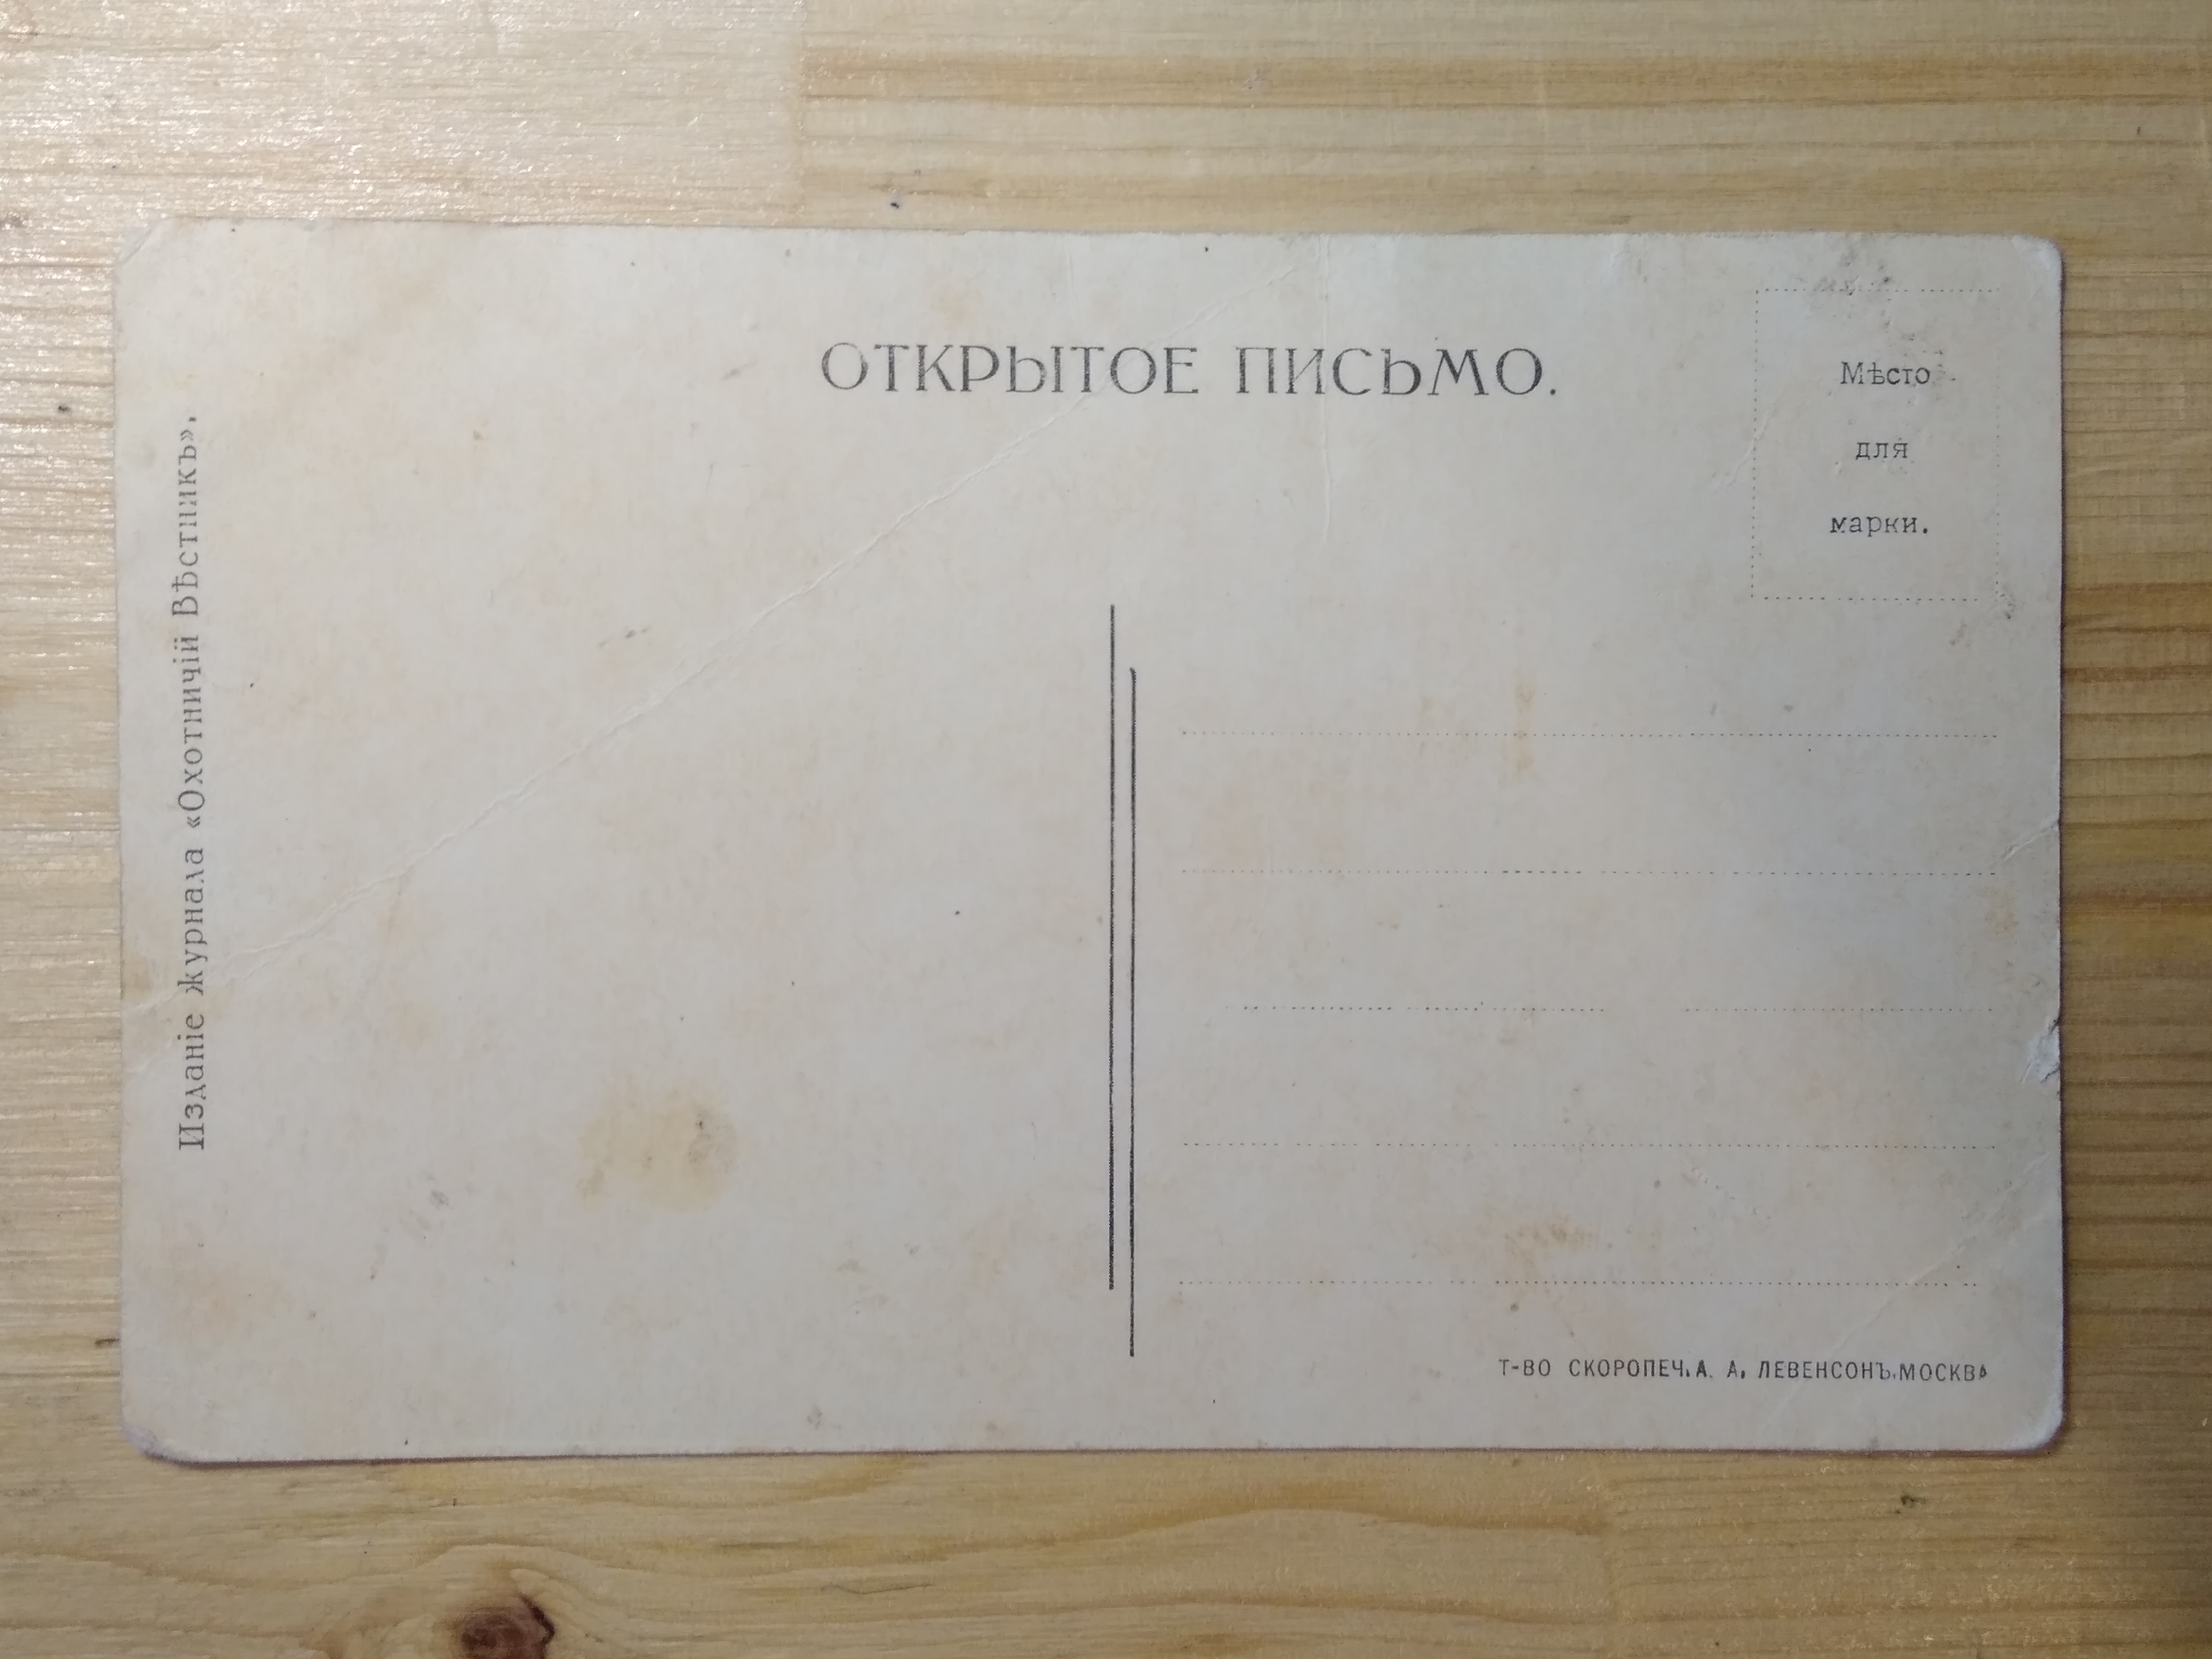 ОТКРЫТОЕ ПИСЬМО.
Мѣсто
для
марки.
Изданіе журнала «Охотничій Вѣстникъ».
Т-ВО СКОРОПЕЧ. А. А. ЛЕВЕНСОНЪ. МОСКВА